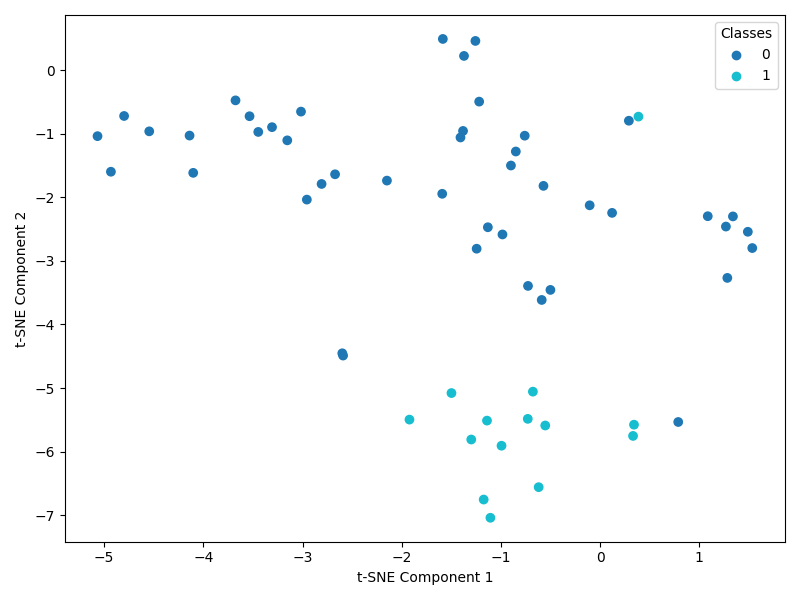 Classes
0
1
0
−1
−2
−3
−4
−5
−6
−7
t-SNE Component 2
−5 −4 −3 −2 −1 0 1
t-SNE Component 1